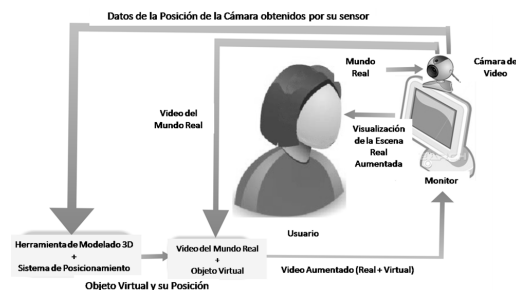 Datos de la Posición de la Cámara obtenidos por su sensor
Mundo
Real
Cámara de
Video
Video del
Mundo Real
Visualización
de la Escena
Real
Aumentada
Monitor
Usuario
Herramienta de Modelado 3D
+
Sistema de Posicionamiento
Video del Mundo Real
+
Objeto Virtual
Video Aumentado (Real + Virtual)
Objeto Virtual y su Posición